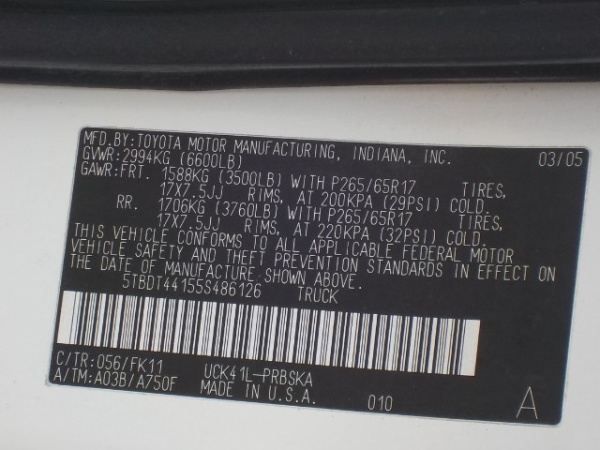 MFD.BY:TOYOTA MOTOR MANUFACTURING, INDIANA, INC. 03/05
GVWR:2994KG (6600LB)
GAWR:FRT. 1588KG (3500LB) WITH P265/65R17 TIRES,
17X7.5JJ RIMS, AT 200KPA (29PSI) COLD.
RR. 1706KG (3760LB) WITH P265/65R17 TIRES,
17X7.5JJ RIMS, AT 220KPA (32PSI) COLD.
THIS VEHICLE CONFORMS TO ALL APPLICABLE FEDERAL MOTOR
VEHICLE SAFETY AND THEFT PREVENTION STANDARDS IN EFFECT ON
THE DATE OF MANUFACTURE SHOWN ABOVE.
5TBDT44155S486126 TRUCK
C/TR:056/FK11 UCK41L-PRBSKA
A/TM:A03B/A750F MADE IN U.S.A. 010 A